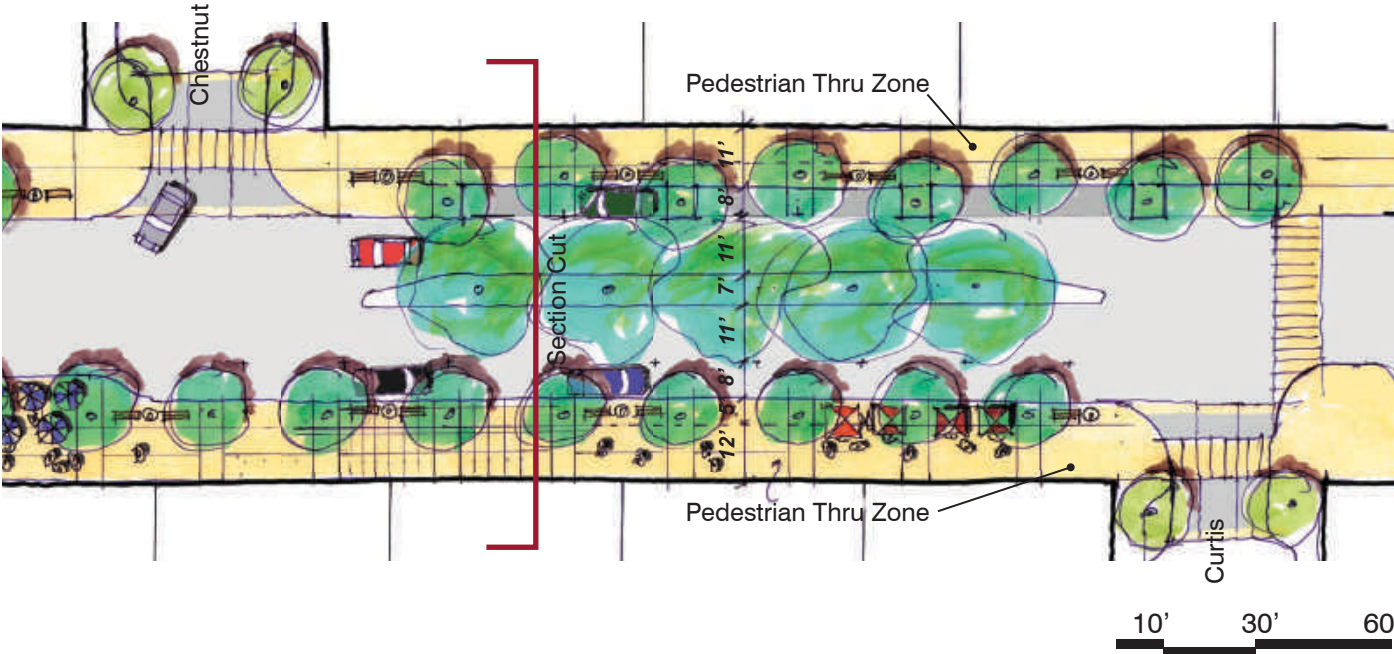 Chestnut
Pedestrian Thru Zone
11'
8'
11'
7'
11'
8'
5'
12'
Section Cut
Pedestrian Thru Zone
Curtis
10' 30' 60